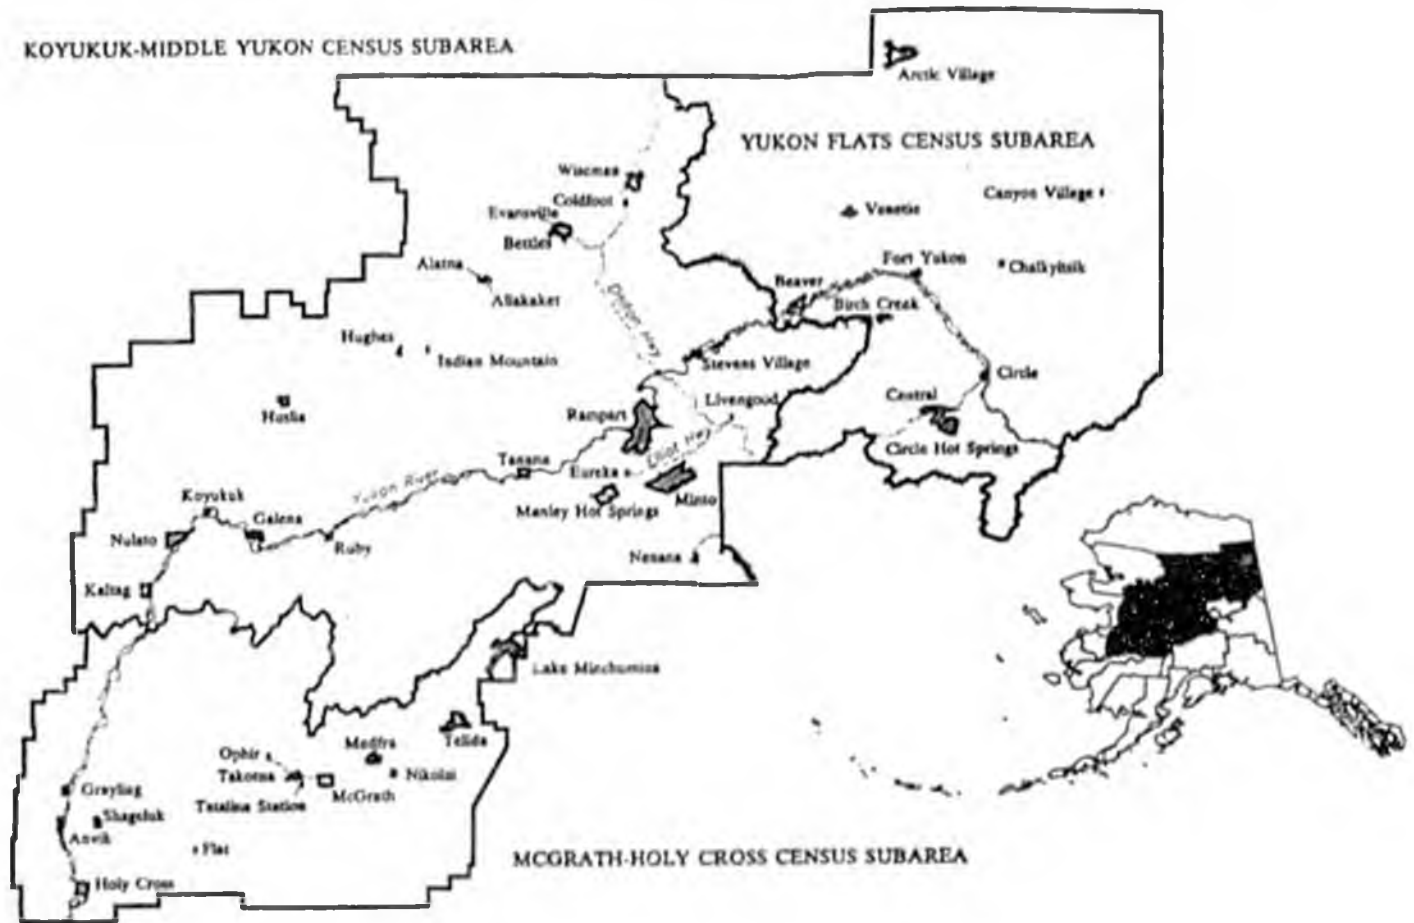 KOYUKUK-MIDDLE YUKON CENSUS SUBAREA
Arctic Village
YUKON FLATS CENSUS SUBAREA
Wiseman
Coldfoot
Canyon Village
Evansville
Bettles
Venetie
Fort Yukon
Chalkyitsik
Alatna
Allakaket
Beaver
Birch Creek
Dalton Hwy
Hughes
Indian Mountain
Stevens Village
Circle
Huslia
Rampart
Livengood
Central
Elliot Hwy
Circle Hot Springs
Tanana
Eureka
Yukon River
Minto
Manley Hot Springs
Koyukuk
Galena
Nulato
Ruby
Nenana
Kaltag
Lake Minchumina
Telida
Medfra
Ophir
Nikolai
Takotna
McGrath
Tatalina Station
Grayling
Shageluk
Anvik
Flat
MCGRATH-HOLY CROSS CENSUS SUBAREA
Holy Cross